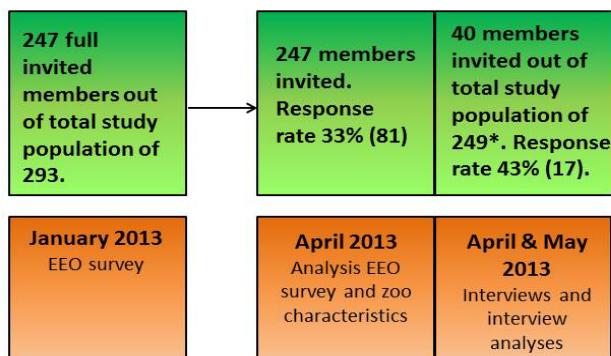 247 full
invited
members out
of total study
population of
293.
247 members
invited.
Response
rate 33% (81)
40 members
invited out of
total study
population of
249*. Response
rate 43% (17).
January 2013
EEO survey
April 2013
Analysis EEO
survey and zoo
characteristics
April & May
2013
Interviews and
interview
analyses